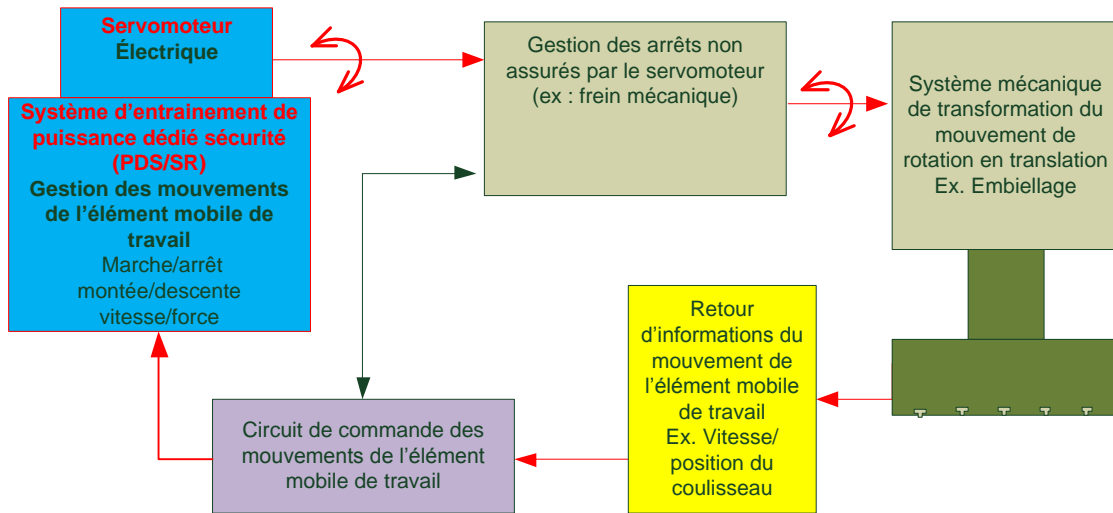 Servomoteur
Électrique
Système d'entrainement de
puissance dédié sécurité
(PDS/SR)
Gestion des mouvements
de l'élément mobile de
travail
Marche/arrêt
montée/descente
vitesse/force
Gestion des arrêts non
assurés par le servomoteur
(ex : frein mécanique)
Système mécanique
de transformation du
mouvement de
rotation en translation
Ex. Embiellage
Retour
d'informations du
mouvement de
l'élément mobile
de travail
Ex. Vitesse/
position du
coulisseau
Circuit de commande des
mouvements de l'élément
mobile de travail